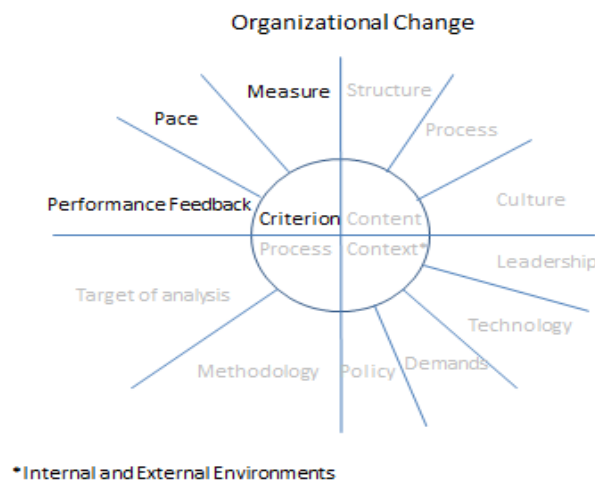 Organizational Change
Measure
Structure
Pace
Process
Performance Feedback
Culture
Criterion
Content
Process
Context*
Leadership
Target of analysis
Technology
Methodology
Policy
Demands
*Internal and External Environments